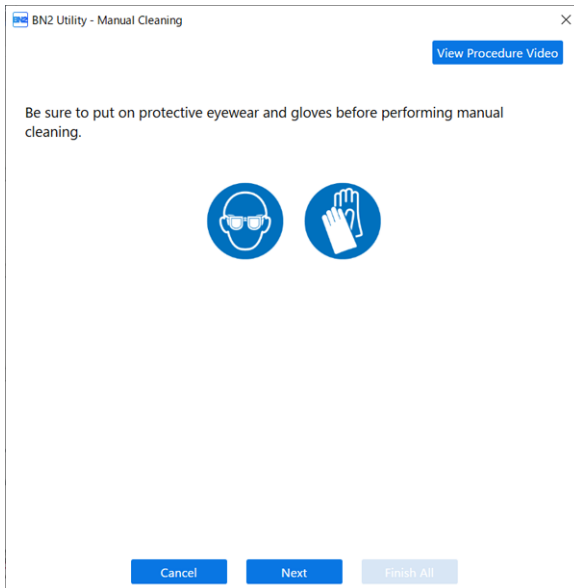 BN2 BN2 Utility - Manual Cleaning
View Procedure Video
Be sure to put on protective eyewear and gloves before performing manual
cleaning.
Cancel Next Finish All